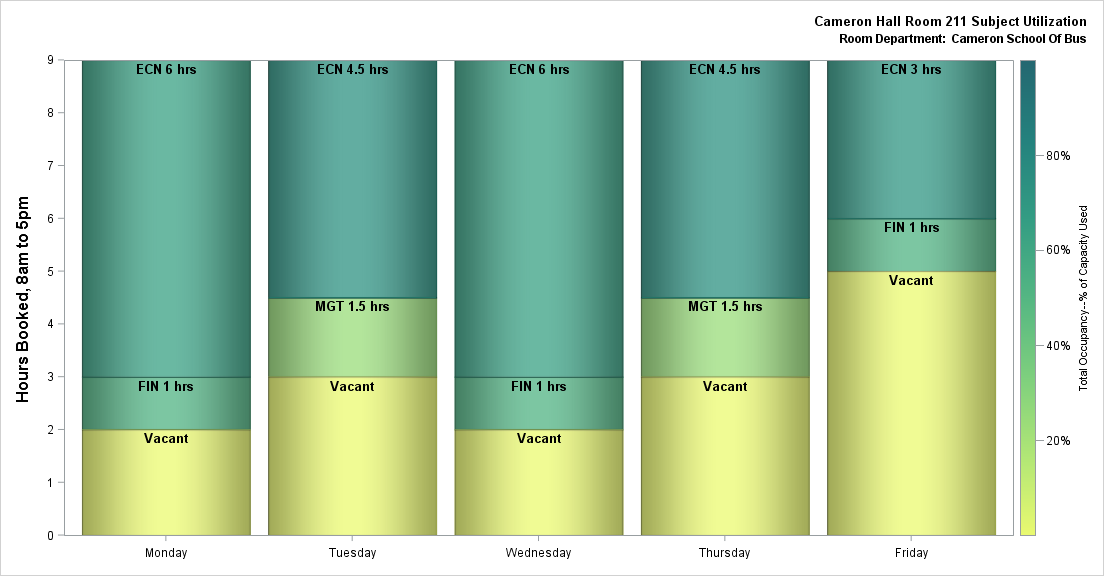 Cameron Hall Room 211 Subject Utilization
Room Department: Cameron School Of Bus
Hours Booked, 8am to 5pm
9
8
7
6
5
4
3
2
1
0
ECN 6 hrs
FIN 1 hrs
Vacant
ECN 4.5 hrs
MGT 1.5 hrs
Vacant
ECN 6 hrs
FIN 1 hrs
Vacant
ECN 4.5 hrs
MGT 1.5 hrs
Vacant
ECN 3 hrs
FIN 1 hrs
Vacant
Monday
Tuesday
Wednesday
Thursday
Friday
80%
60%
40%
20%
Total Occupancy--% of Capacity Used